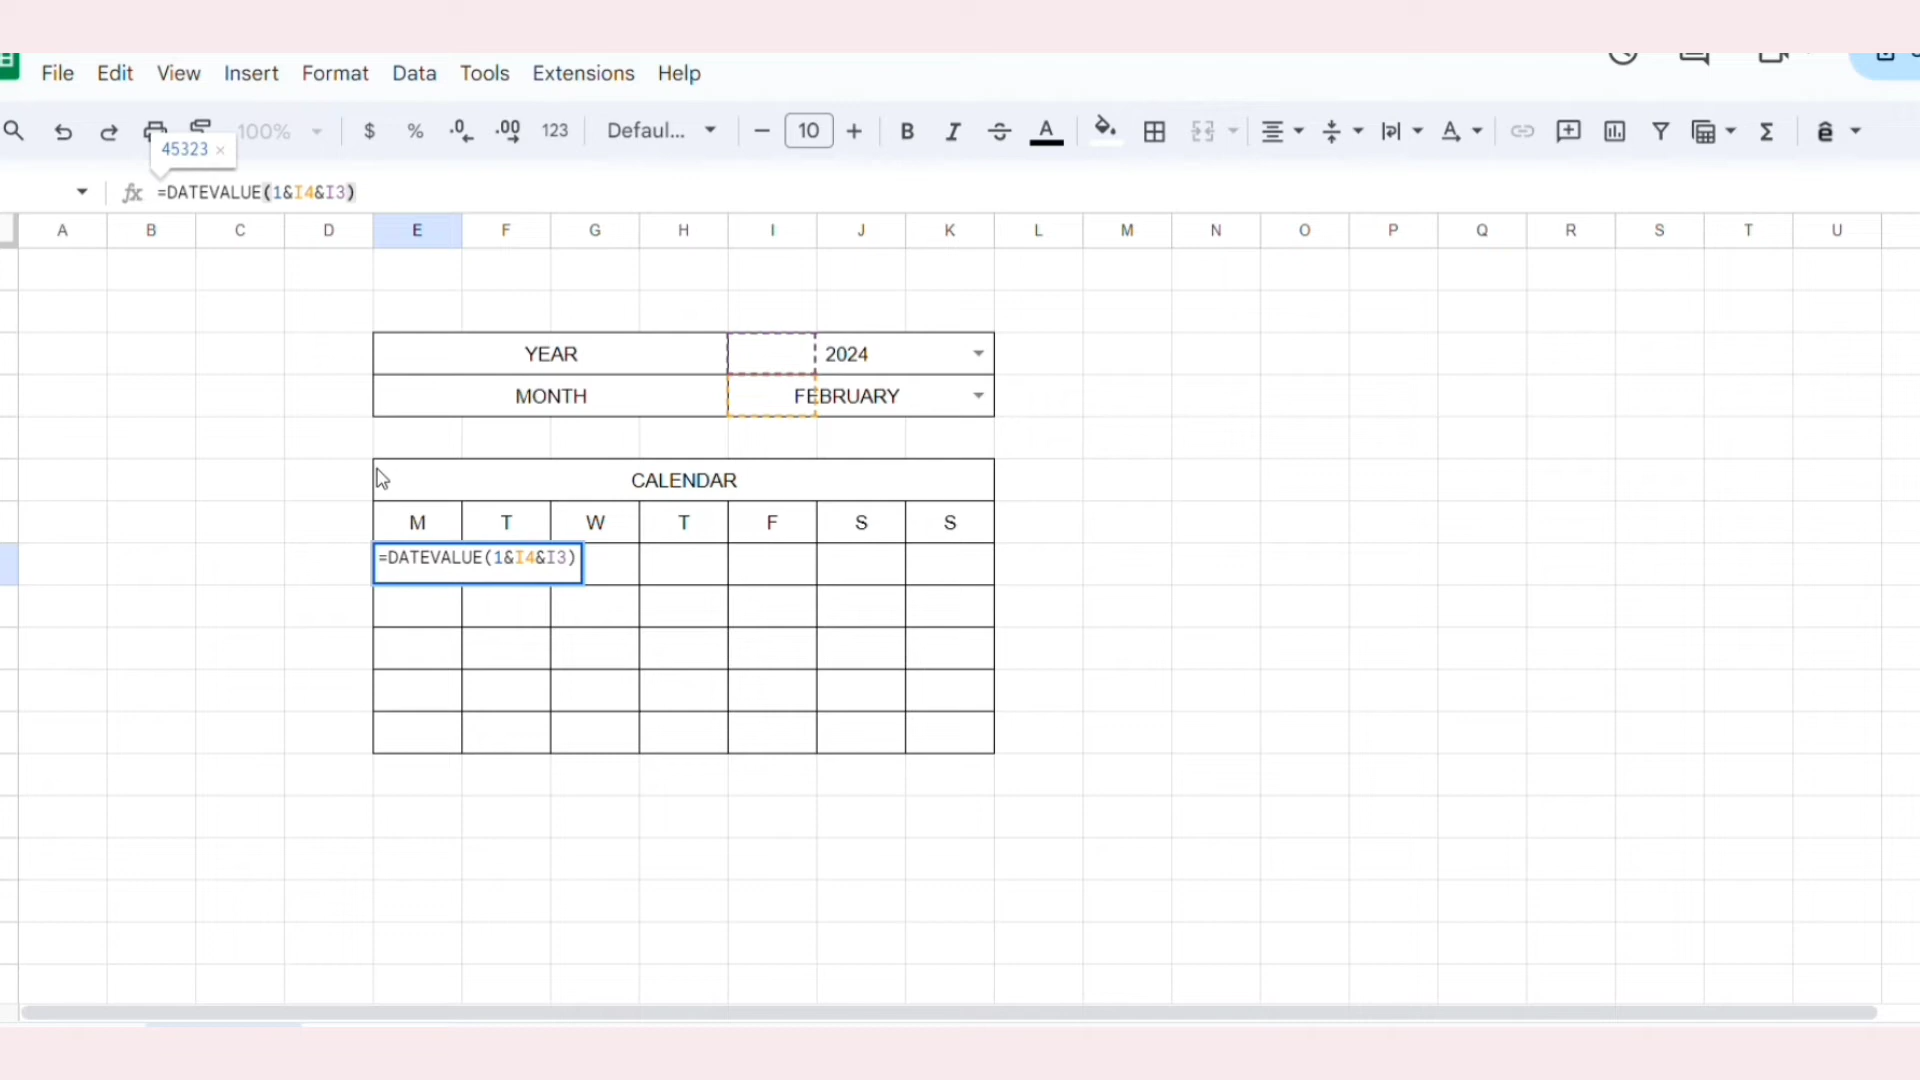 File Edit View Insert Format Data Tools Extensions Help
100% $ % .0 .00 123 Defaul... 10 B I A
45323 ×
fx =DATEVALUE(1&I4&I3)
A B C D E F G H I J K L M N O P Q R S T U
YEAR 2024
MONTH FEBRUARY
CALENDAR
M T W T F S S
=DATEVALUE(1&I4&I3)